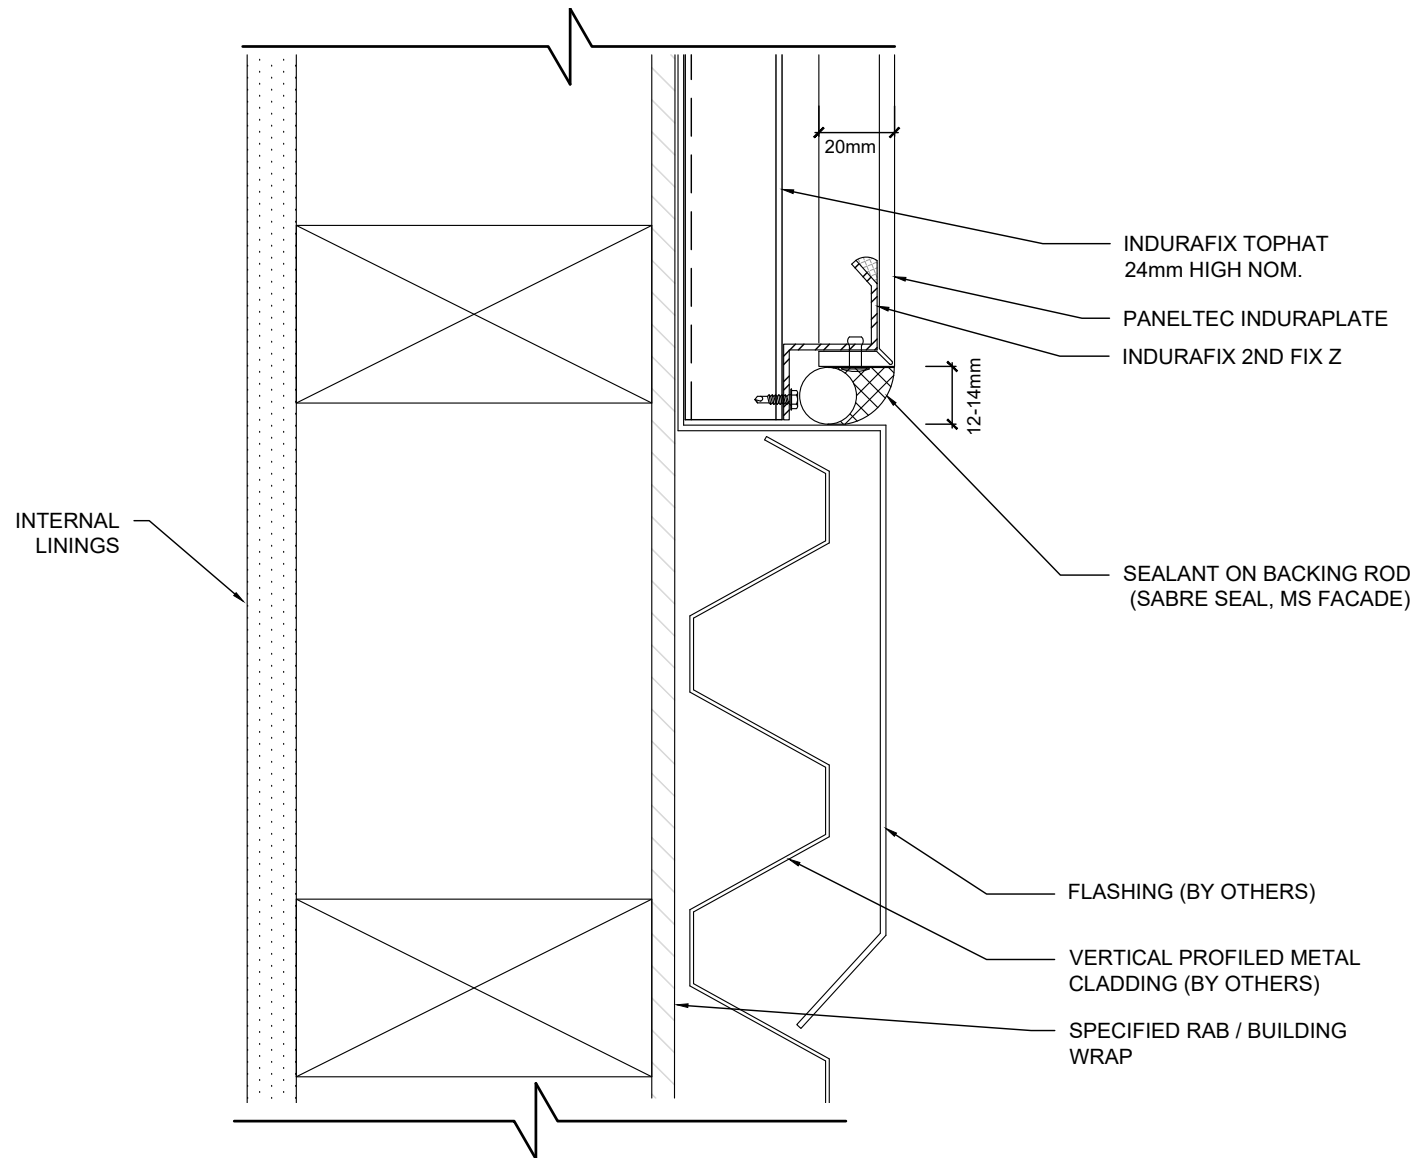 20mm
INDURAFIX TOPHAT
24mm HIGH NOM.
PANELTEC INDURAPLATE
INDURAFIX 2ND FIX Z
12-14mm
INTERNAL
LININGS
SEALANT ON BACKING ROD
(SABRE SEAL, MS FACADE)
FLASHING (BY OTHERS)
VERTICAL PROFILED METAL
CLADDING (BY OTHERS)
SPECIFIED RAB / BUILDING
WRAP